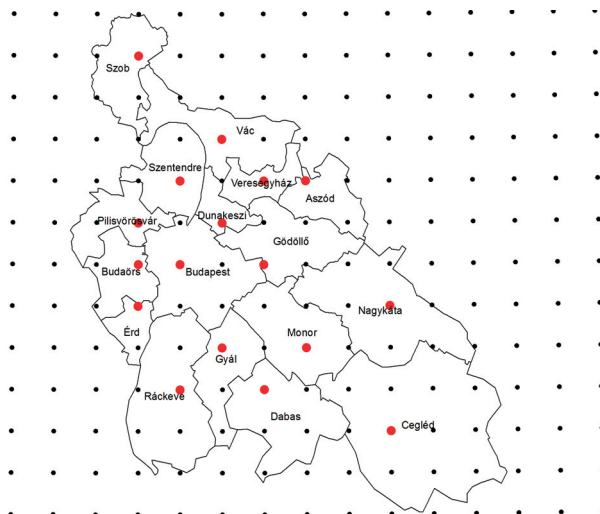 Szob
Vác
Szentendre
Veresegyház
Aszód
Pilisvörösvár
Dunakeszi
Gödöllő
Budaörs
Budapest
Nagykáta
Érd
Monor
Gyál
Ráckeve
Dabas
Cegléd